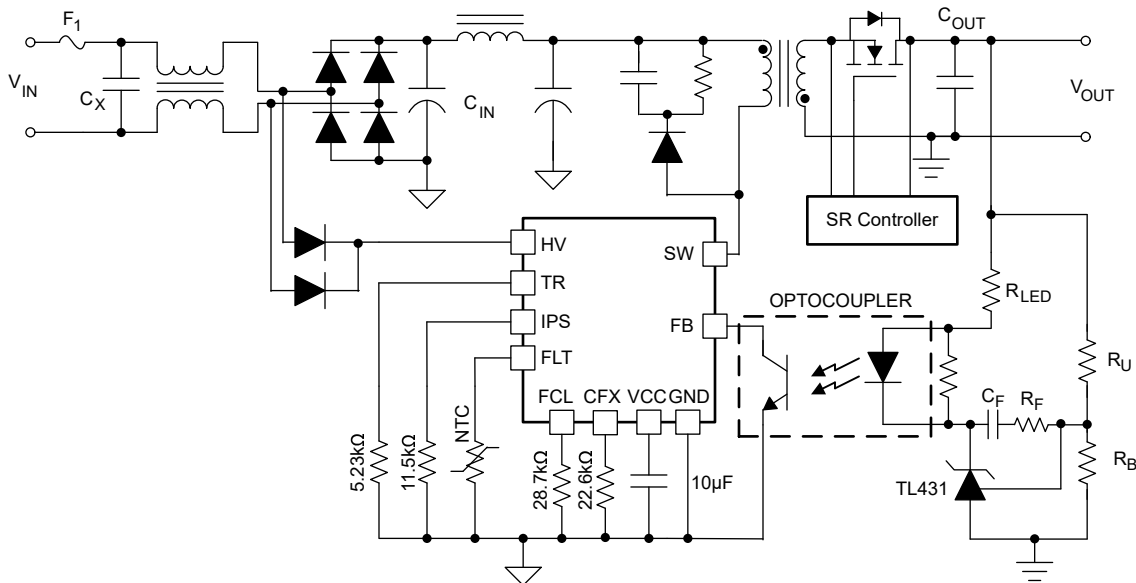 F1
COUT
VIN
CX
CIN
VOUT
SR Controller
HV
SW
TR
OPTOCOUPLER
RLED
IPS
FB
FLT
RU
FCL
CFX
VCC
GND
CF
RF
NTC
5.23kΩ
11.5kΩ
28.7kΩ
22.6kΩ
10µF
TL431
RB